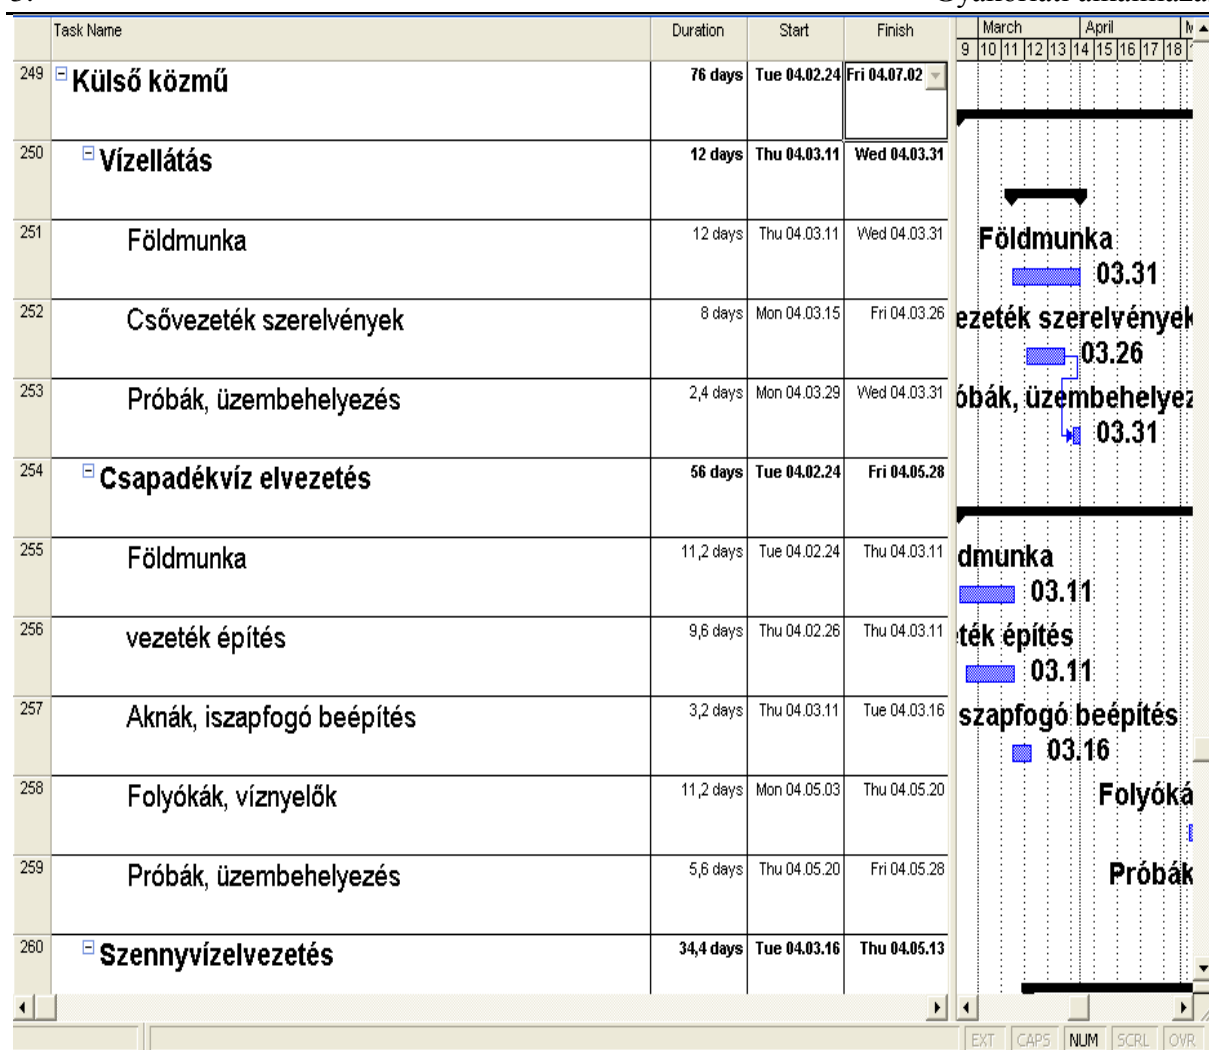 Task Name Duration Start Finish March April
9 10 11 12 13 14 15 16 17 18
249 Külső közmű 76 days Tue 04.02.24 Fri 04.07.02
250 Vízellátás 12 days Thu 04.03.11 Wed 04.03.31
251 Földmunka 12 days Thu 04.03.11 Wed 04.03.31 Földmunka
03.31
252 Csővezeték szerelvények 8 days Mon 04.03.15 Fri 04.03.26 ezeték szerelvények
03.26
253 Próbák, üzembehelyezés 2,4 days Mon 04.03.29 Wed 04.03.31 óbák, üzembehelyez
03.31
254 Csapadékvíz elvezetés 56 days Tue 04.02.24 Fri 04.05.28
255 Földmunka 11,2 days Tue 04.02.24 Thu 04.03.11 dmunka
03.11
256 vezeték építés 9,6 days Thu 04.02.26 Thu 04.03.11 ték építés
03.11
257 Aknák, iszapfogó beépítés 3,2 days Thu 04.03.11 Tue 04.03.16 szapfogó beépítés
03.16
258 Folyókák, víznyelők 11,2 days Mon 04.05.03 Thu 04.05.20 Folyóká
259 Próbák, üzembehelyezés 5,6 days Thu 04.05.20 Fri 04.05.28 Próbák
260 Szennyvízelvezetés 34,4 days Tue 04.03.16 Thu 04.05.13
EXT CAPS NUM SCRL OVR